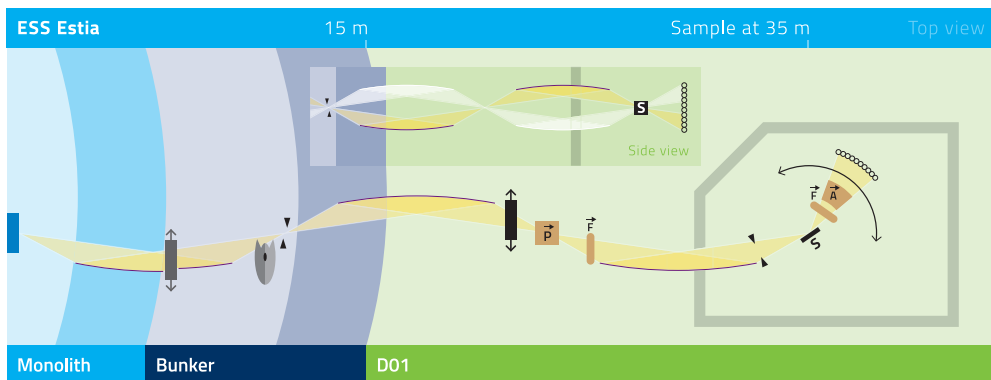 ESS Estia
15 m
Sample at 35 m
Top view
S
Side view
F
A
P
F
S
Monolith
Bunker
D01